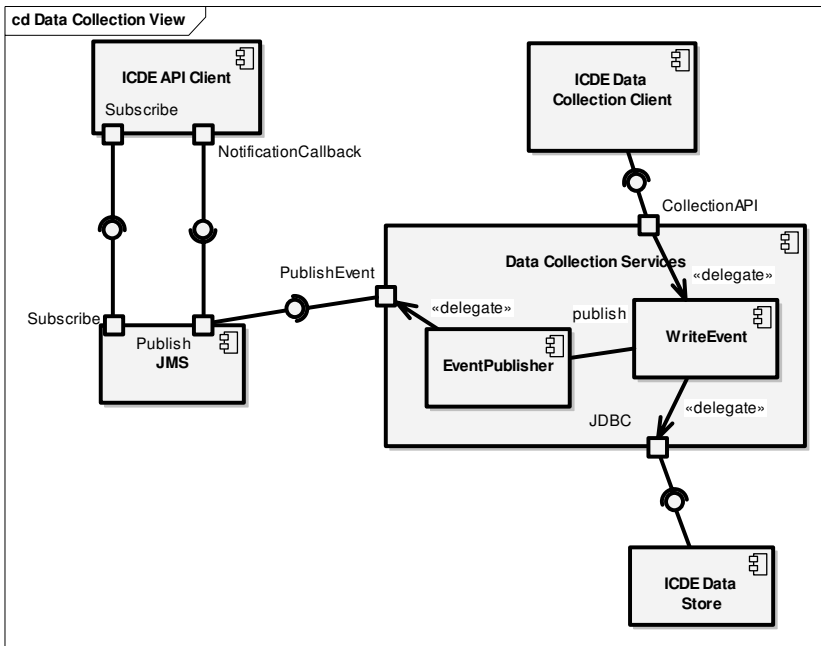 cd Data Collection View
ICDE API Client
Subscribe
NotificationCallback
ICDE Data
Collection Client
CollectionAPI
PublishEvent
Data Collection Services
«delegate»
«delegate»
publish
WriteEvent
EventPublisher
Subscribe
Publish
JMS
«delegate»
JDBC
ICDE Data
Store